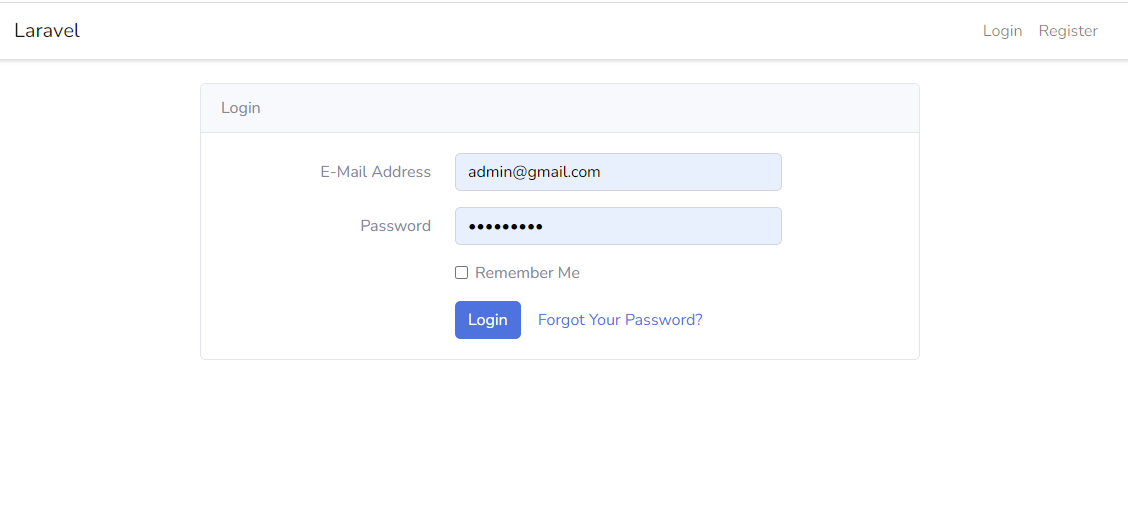 Laravel Login Register
Login
E-Mail Address admin@gmail.com
Password •••••••••
Remember Me
Login Forgot Your Password?